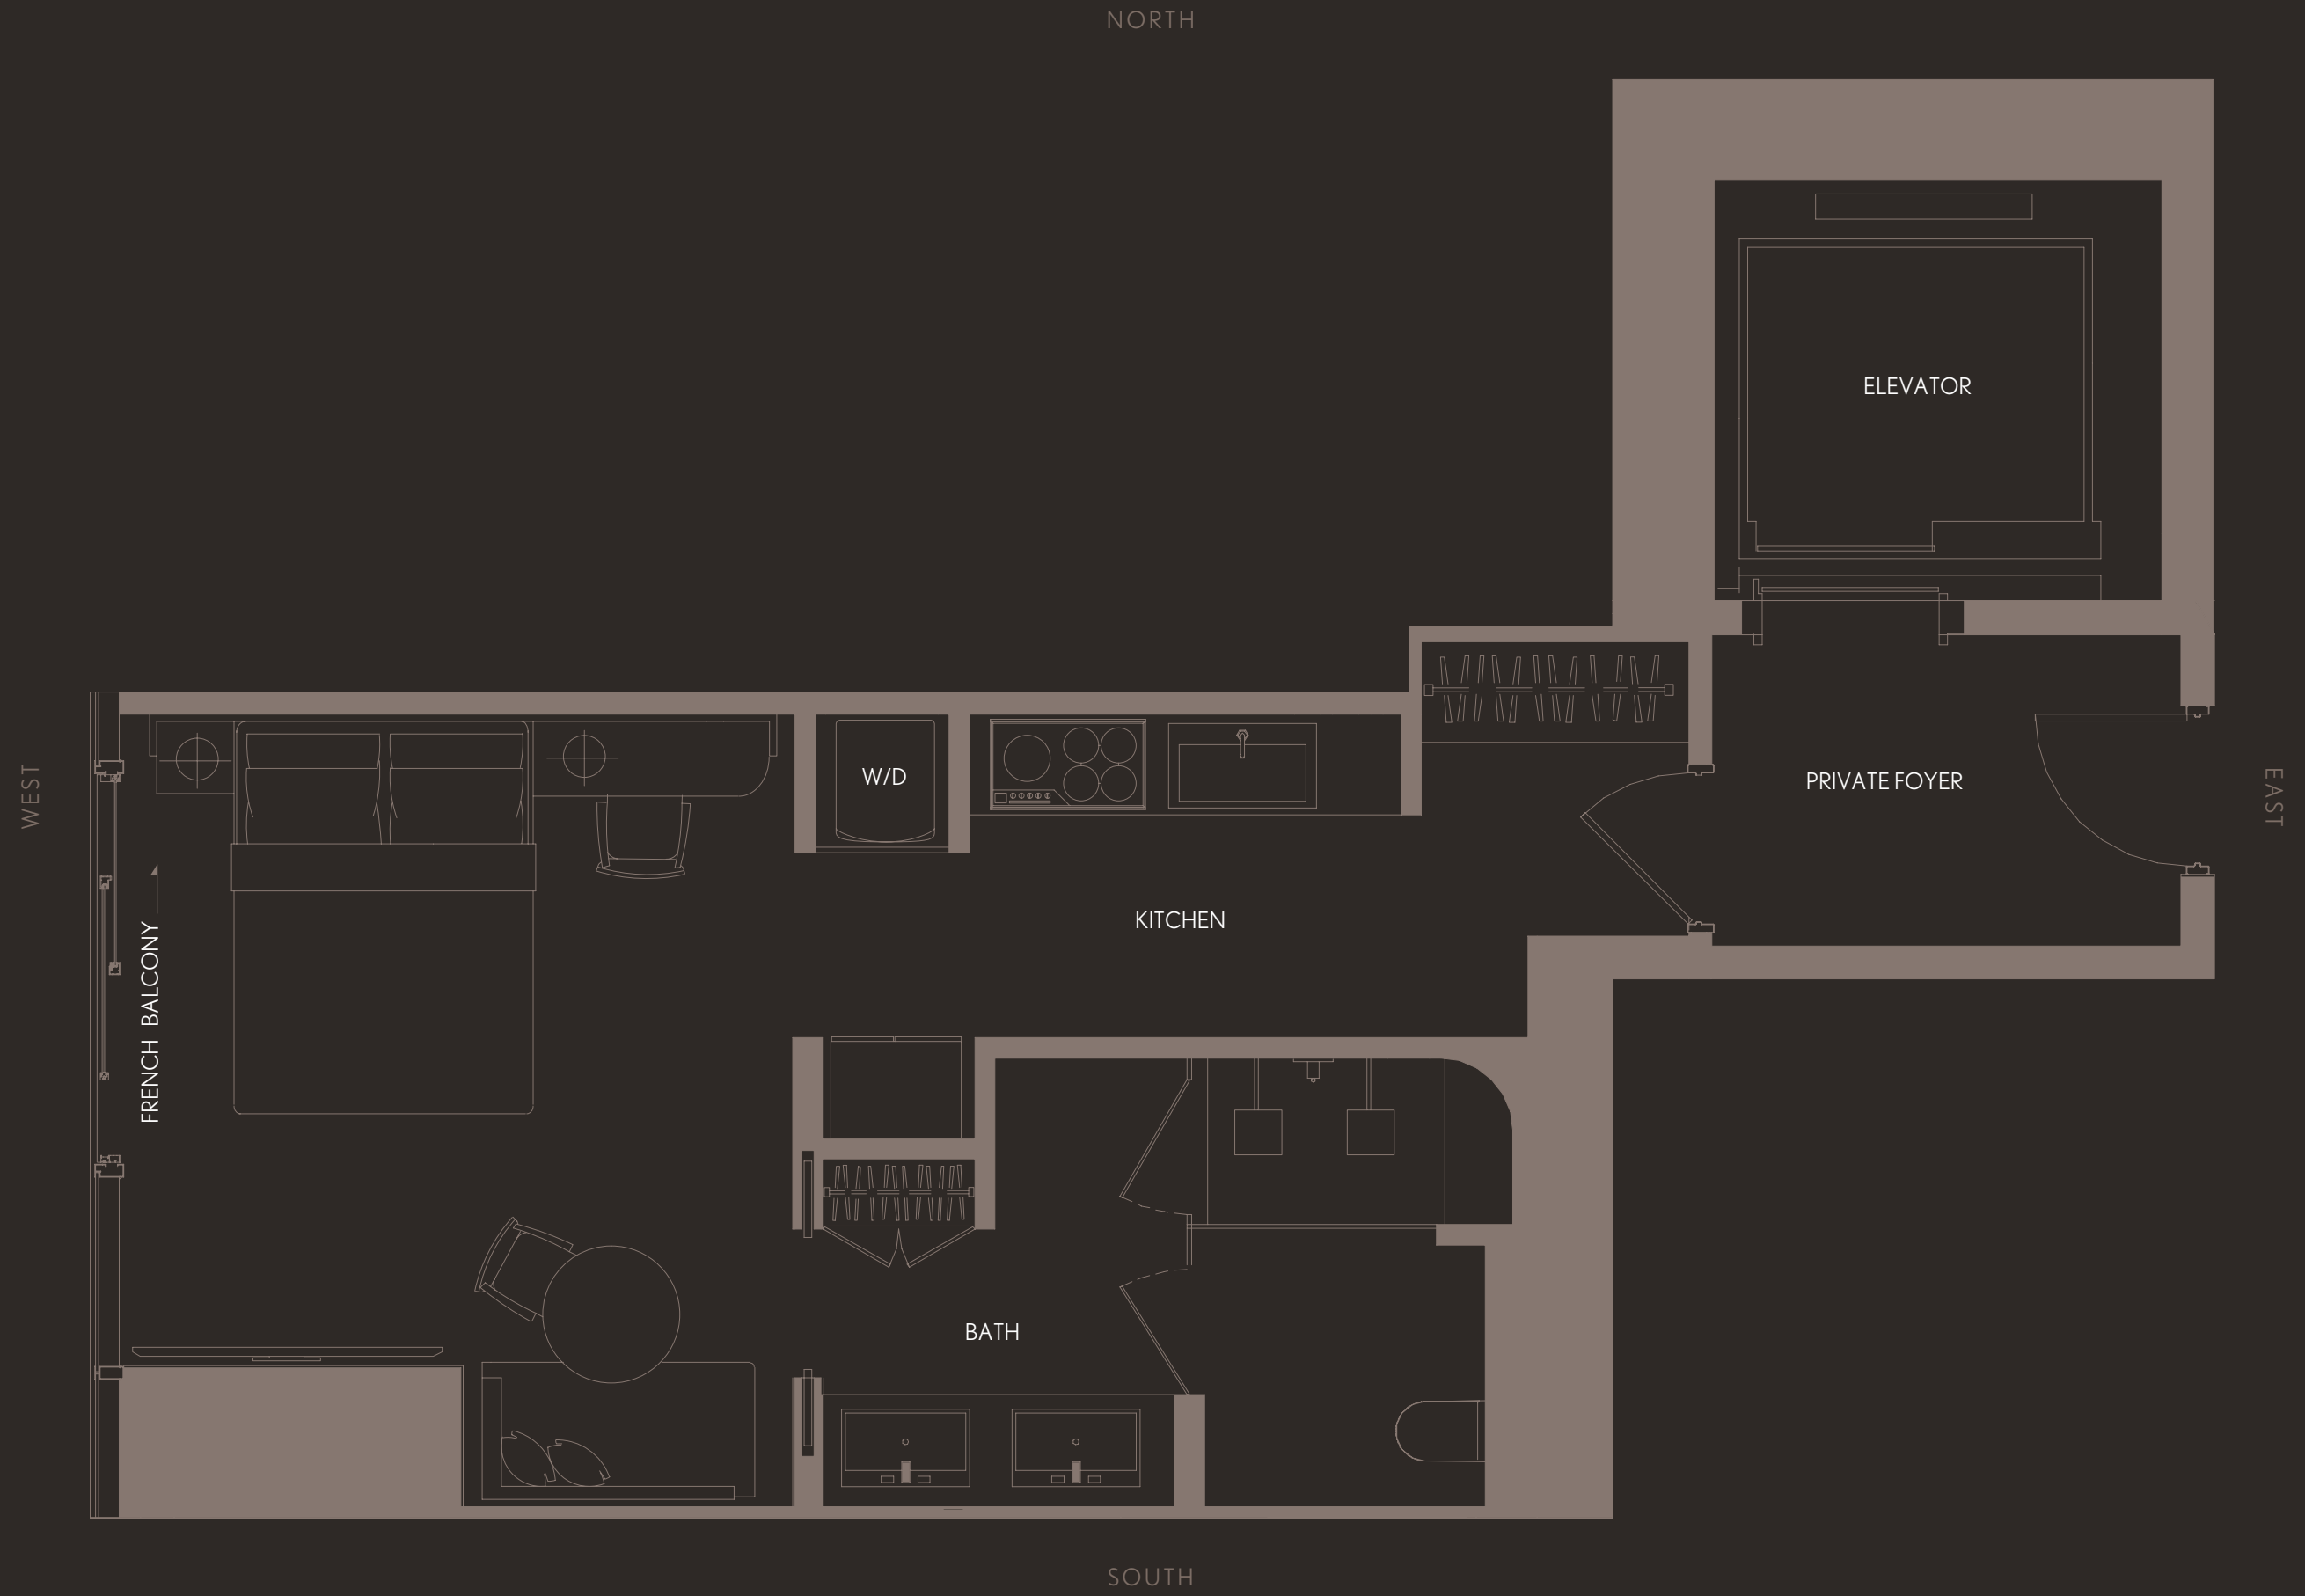 NORTH
ELEVATOR
WEST
W/D
PRIVATE FOYER
EAST
KITCHEN
FRENCH BALCONY
BATH
SOUTH